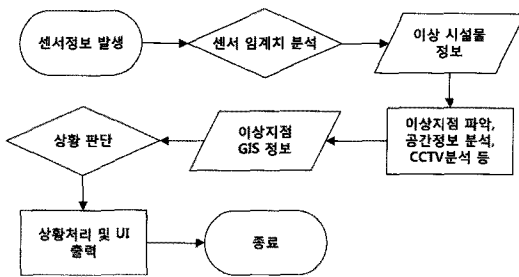 센서정보 발생
센서 임계치 분석
이상 시설물
정보
이상지점 파악,
공간정보 분석,
CCTV분석 등
이상지점
GIS 정보
상황 판단
상황처리 및 UI
출력
종료